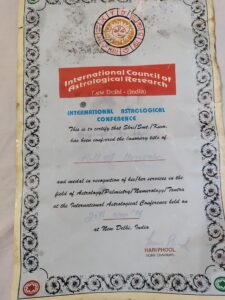 International Council of
Astrological Research
New Delhi - (India)
INTERNATIONAL ASTROLOGICAL
CONFERENCE
This is to certify that Shri/Smt./Kum.
has been conferred the honorary title of
and medal in recognition of his/her services in the
field of Astrology/Palmistry/Numerology/Tantra
at the International Astrological Conference held on
at New Delhi, India
HARIPHOOL